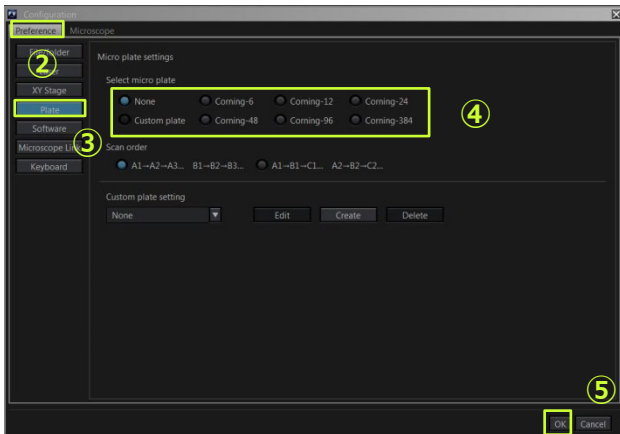 Configuration
Preference Microscope
②
XY Stage
Plate
Software
③
Microscope Link
Keyboard
Micro plate settings
Select micro plate
None Corning-6 Corning-12 Corning-24
Custom plate Corning-48 Corning-96 Corning-384
④
Scan order
A1→A2→A3... B1→B2→B3... A1→B1→C1... A2→B2→C2...
Custom plate setting
None Edit Create Delete
⑤
OK Cancel